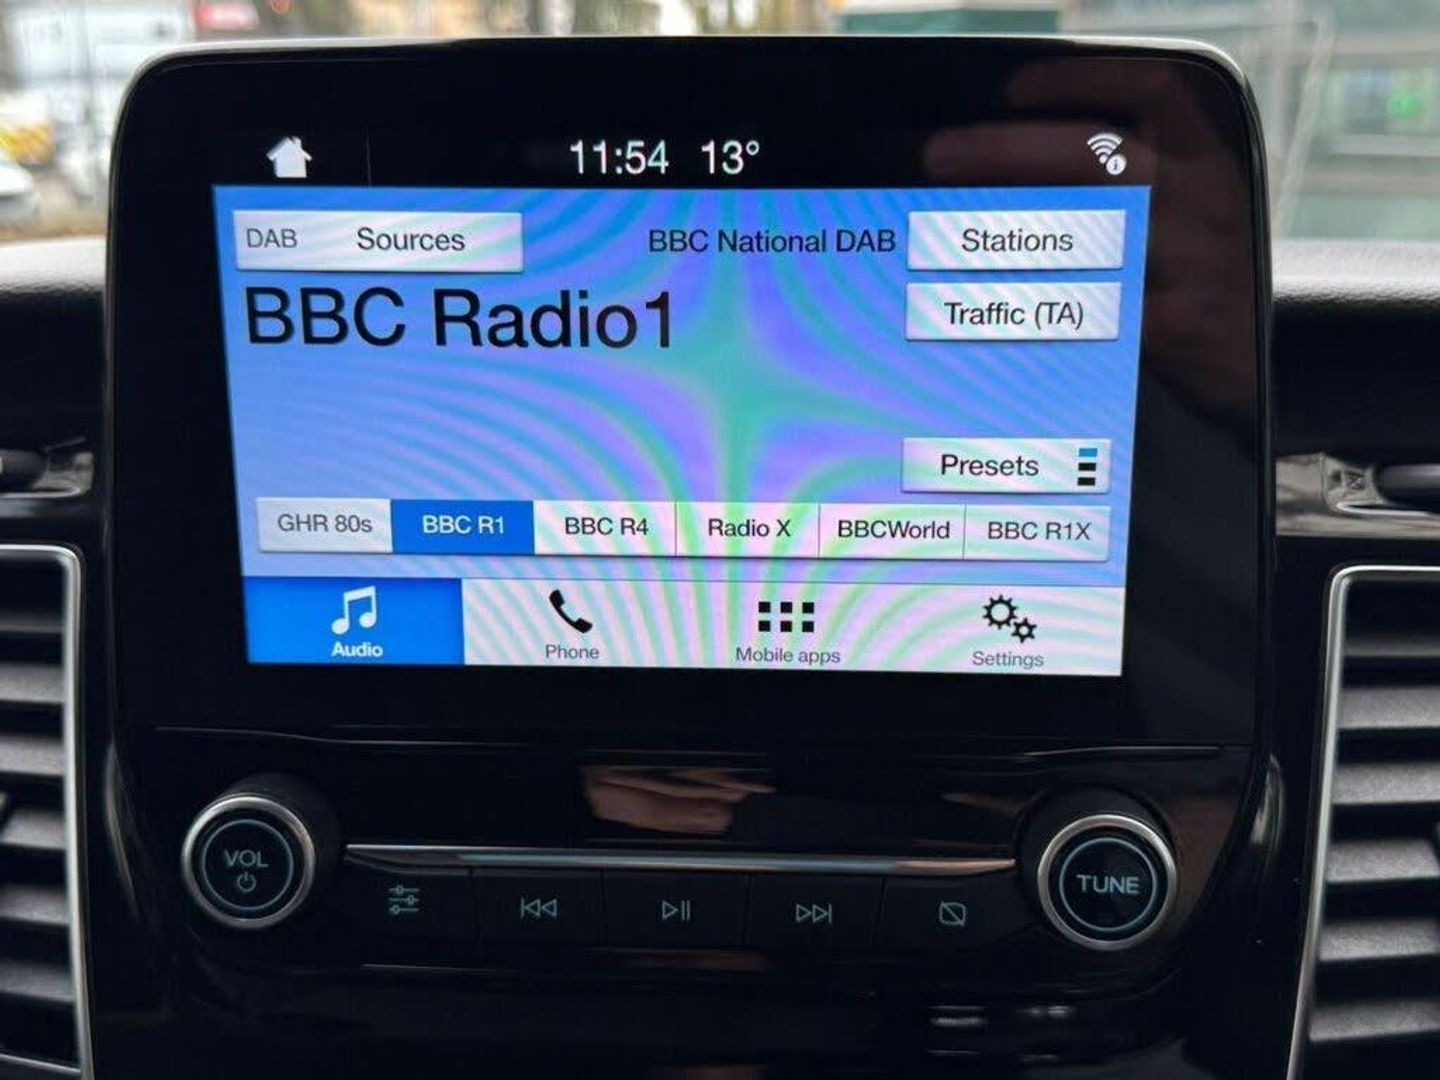 11:54 13°
DAB Sources
BBC National DAB
Stations
BBC Radio1
Traffic (TA)
Presets
GHR 80s
BBC R1
BBC R4
Radio X
BBCWorld
BBC R1X
Audio
Phone
Mobile apps
Settings
VOL
TUNE